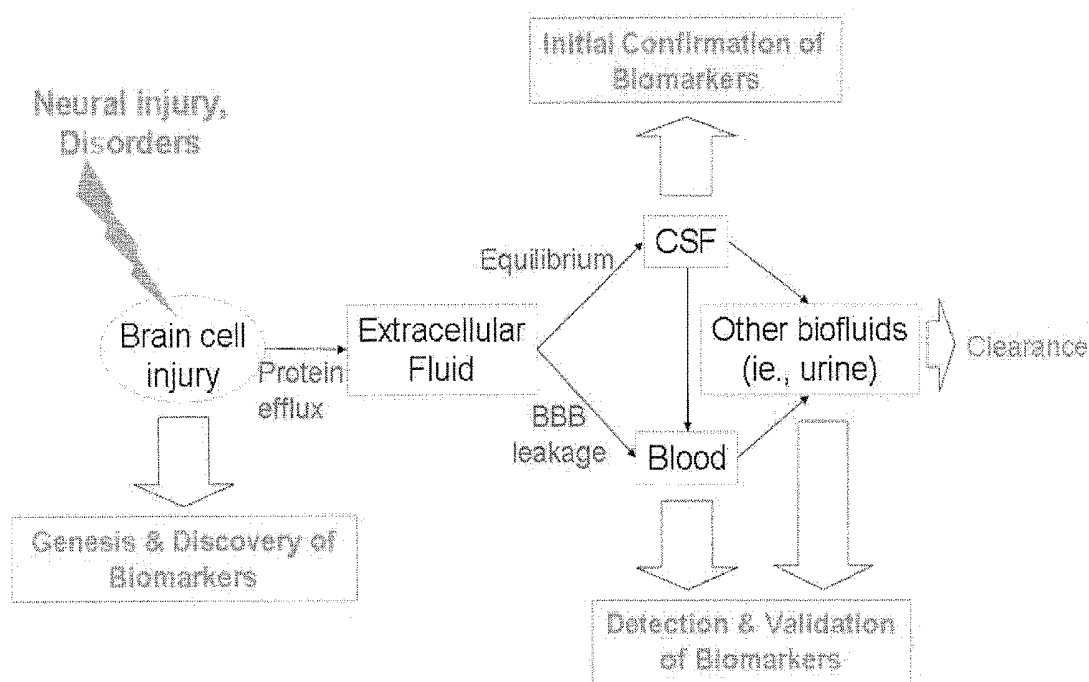 Initial Confirmation of
Biomarkers
Neural injury,
Disorders
CSF
Equilibrium
Brain cell
injury
Protein
efflux
Extracellular
Fluid
Other biofluids
(ie., urine)
Clearance
BBB
leakage
Blood
Genesis & Discovery of
Biomarkers
Detection & Validation
of Biomarkers